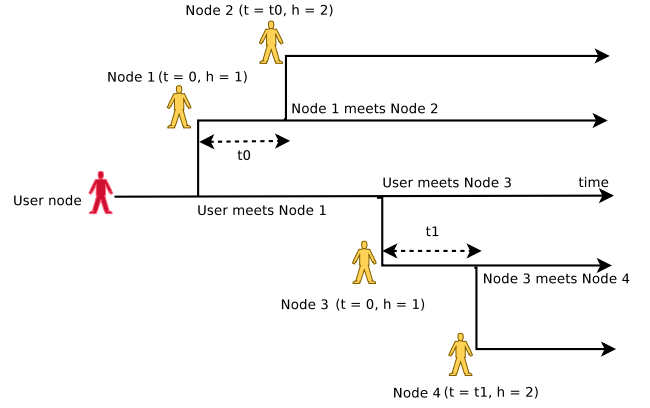 Node 2 (t = t0, h = 2)
Node 1 (t = 0, h = 1)
Node 1 meets Node 2
t0
User meets Node 3
time
User node
User meets Node 1
t1
Node 3 meets Node 4
Node 3 (t = 0, h = 1)
Node 4 (t = t1, h = 2)